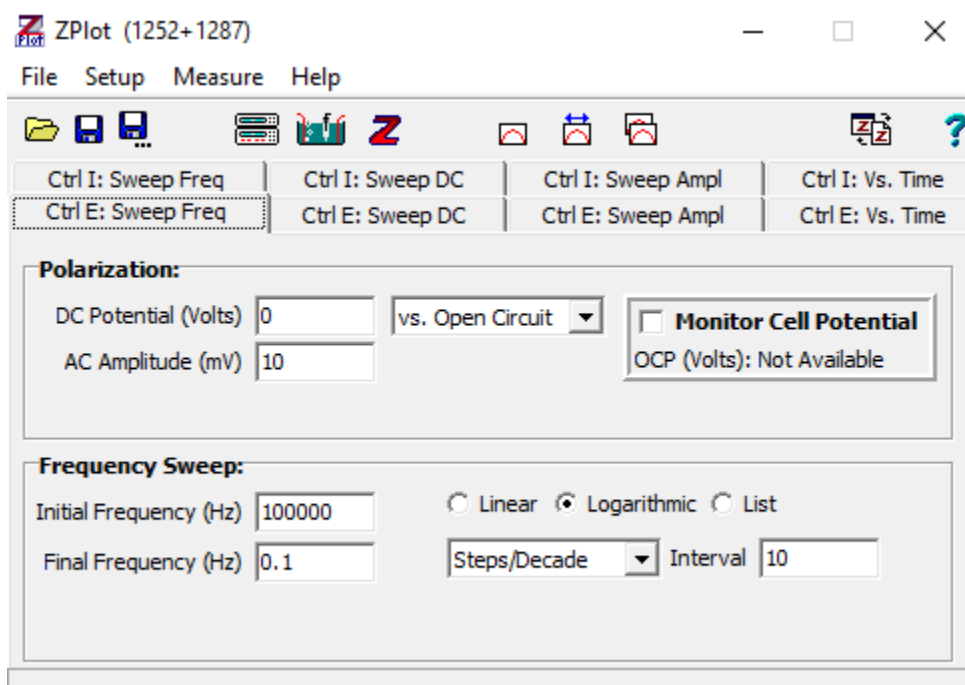 ZPlot (1252+1287)
File Setup Measure Help
Ctrl I: Sweep Freq Ctrl I: Sweep DC Ctrl I: Sweep Ampl Ctrl I: Vs. Time
Ctrl E: Sweep Freq Ctrl E: Sweep DC Ctrl E: Sweep Ampl Ctrl E: Vs. Time
Polarization:
DC Potential (Volts) 0 vs. Open Circuit Monitor Cell Potential
AC Amplitude (mV) 10 OCP (Volts): Not Available
Frequency Sweep:
Initial Frequency (Hz) 100000 Linear Logarithmic List
Final Frequency (Hz) 0.1 Steps/Decade Interval 10